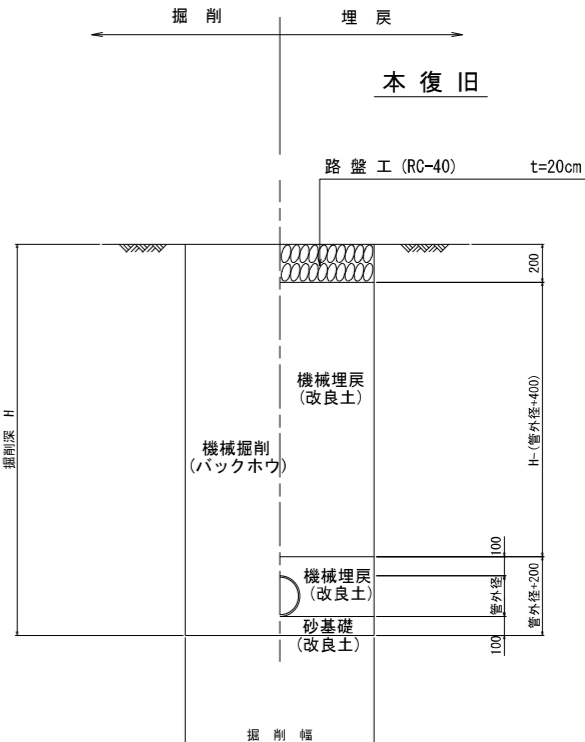 掘 削
埋 戻
本 復 旧
路 盤 工 (RC-40) t=20cm
200
機械埋戻
(改良土)
H-(管外径+400)
掘削深 H
機械掘削
(バックホウ)
100
機械埋戻
(改良土)
管外径
管外径+200
砂基礎
(改良土)
100
掘 削 幅